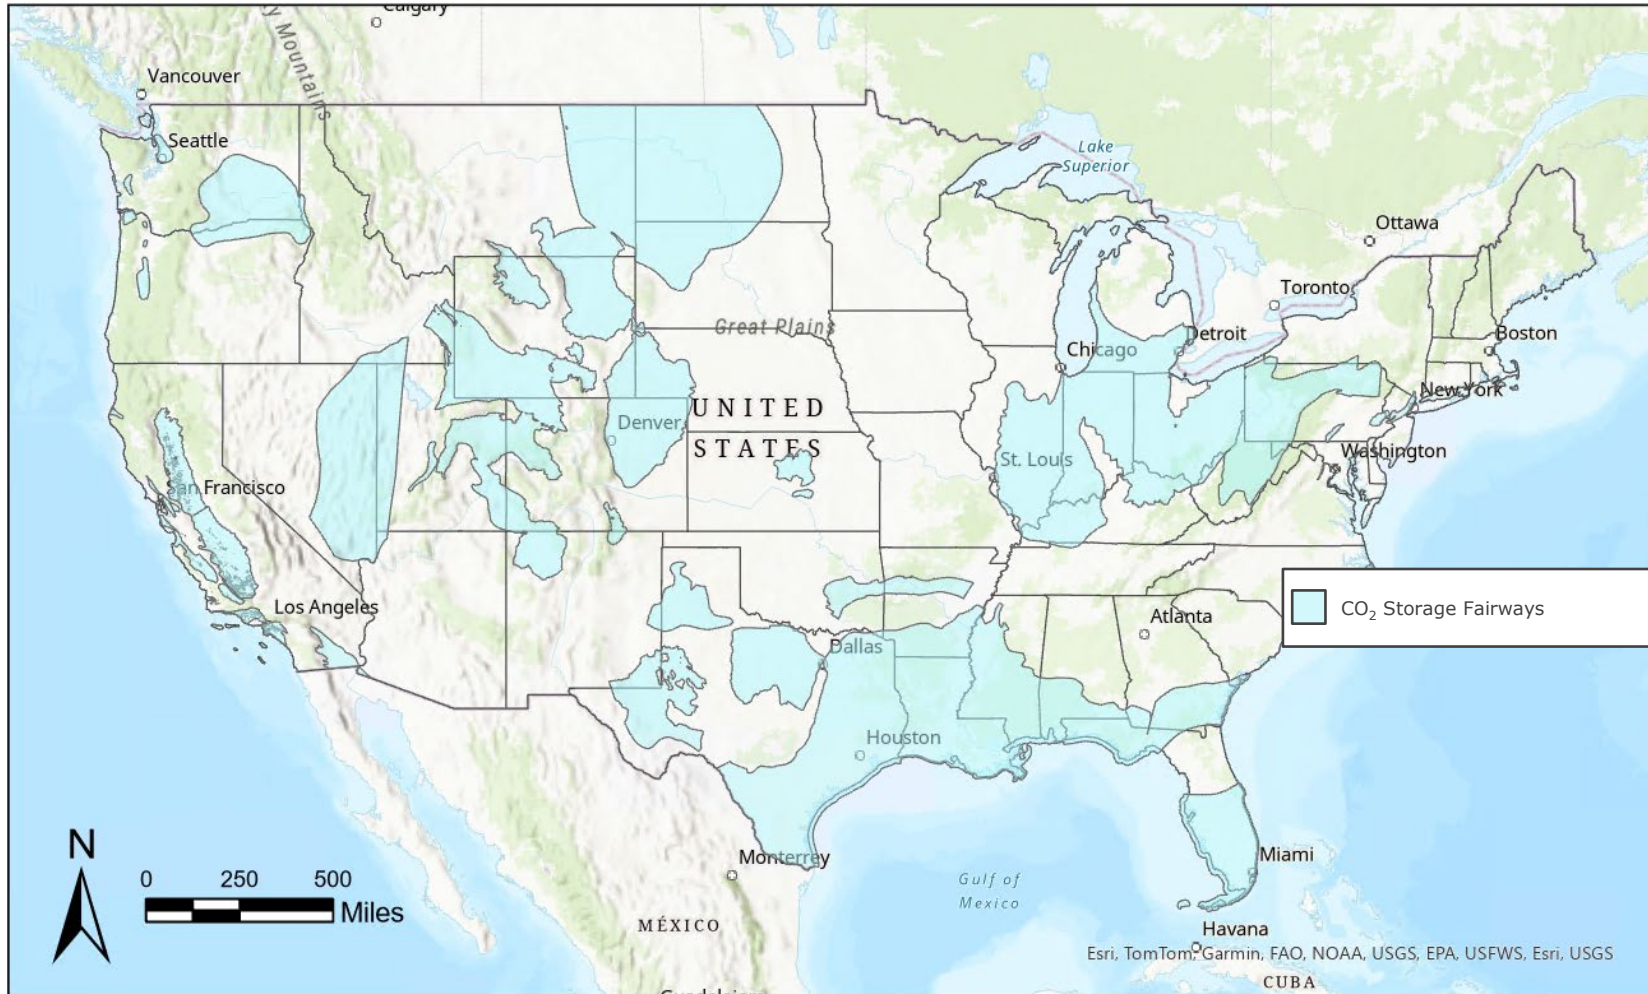 Calgary
Vancouver
y Mountains
Seattle
Lake
Superior
Ottawa
Toronto
Great Plains
Detroit
Boston
Chicago
New York
UNITED
Denver
STATES
Washington
St. Louis
San Francisco
Los Angeles
CO₂ Storage Fairways
Atlanta
Dallas
Houston
N
Monterrey
Miami
0 250 500
Miles
Gulf of
Mexico
MÉXICO
Havana
Esri, TomTom, Garmin, FAO, NOAA, USGS, EPA, USFWS, Esri, USGS
CUBA